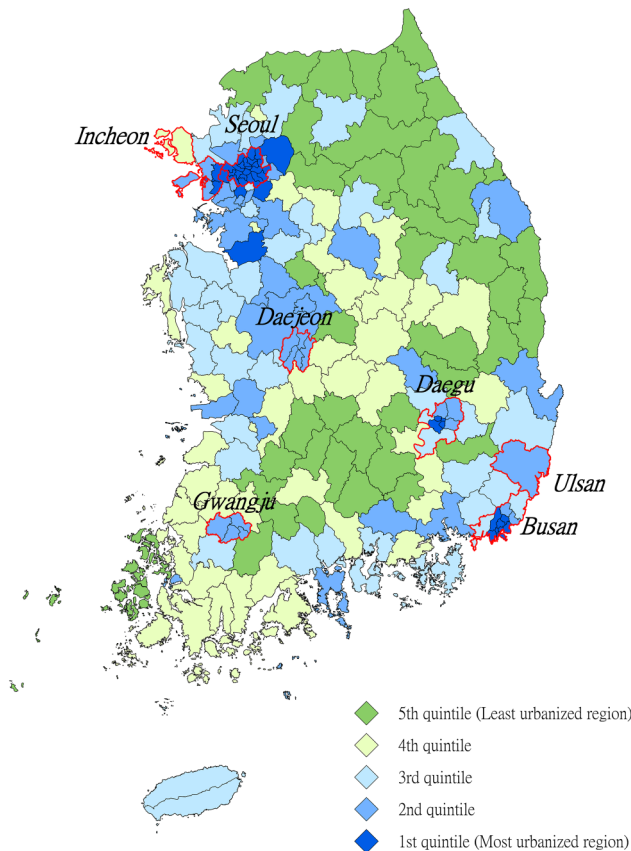 Incheon
Seoul
Daejeon
Daegu
Ulsan
Busan
Gwangju
5th quintile (Least urbanized region)
4th quintile
3rd quintile
2nd quintile
1st quintile (Most urbanized region)